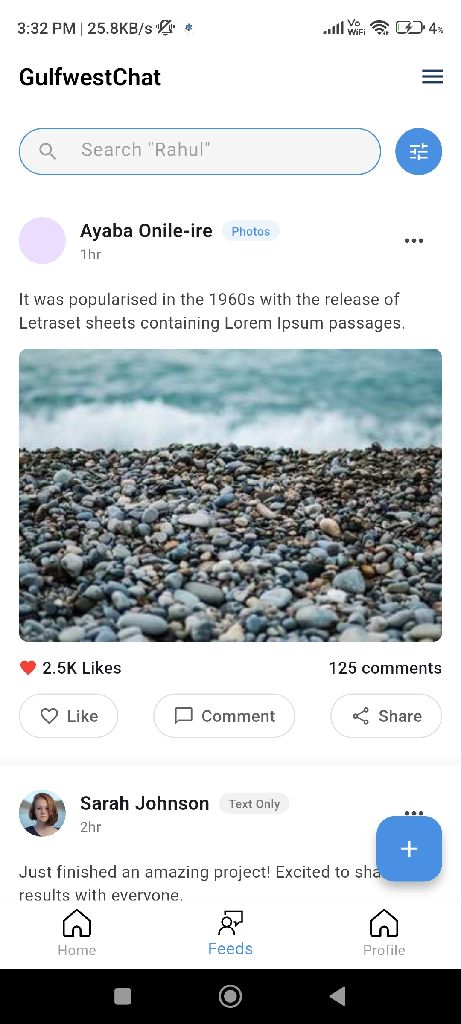 3:32 PM | 25.8KB/s
Vo
WiFi
4%
GulfwestChat
Search "Rahul"
Ayaba Onile-ire Photos
1hr
It was popularised in the 1960s with the release of
Letraset sheets containing Lorem Ipsum passages.
2.5K Likes 125 comments
Like Comment Share
Sarah Johnson Text Only
2hr
Just finished an amazing project! Excited to sha
results with everyone.
+
Home Feeds Profile